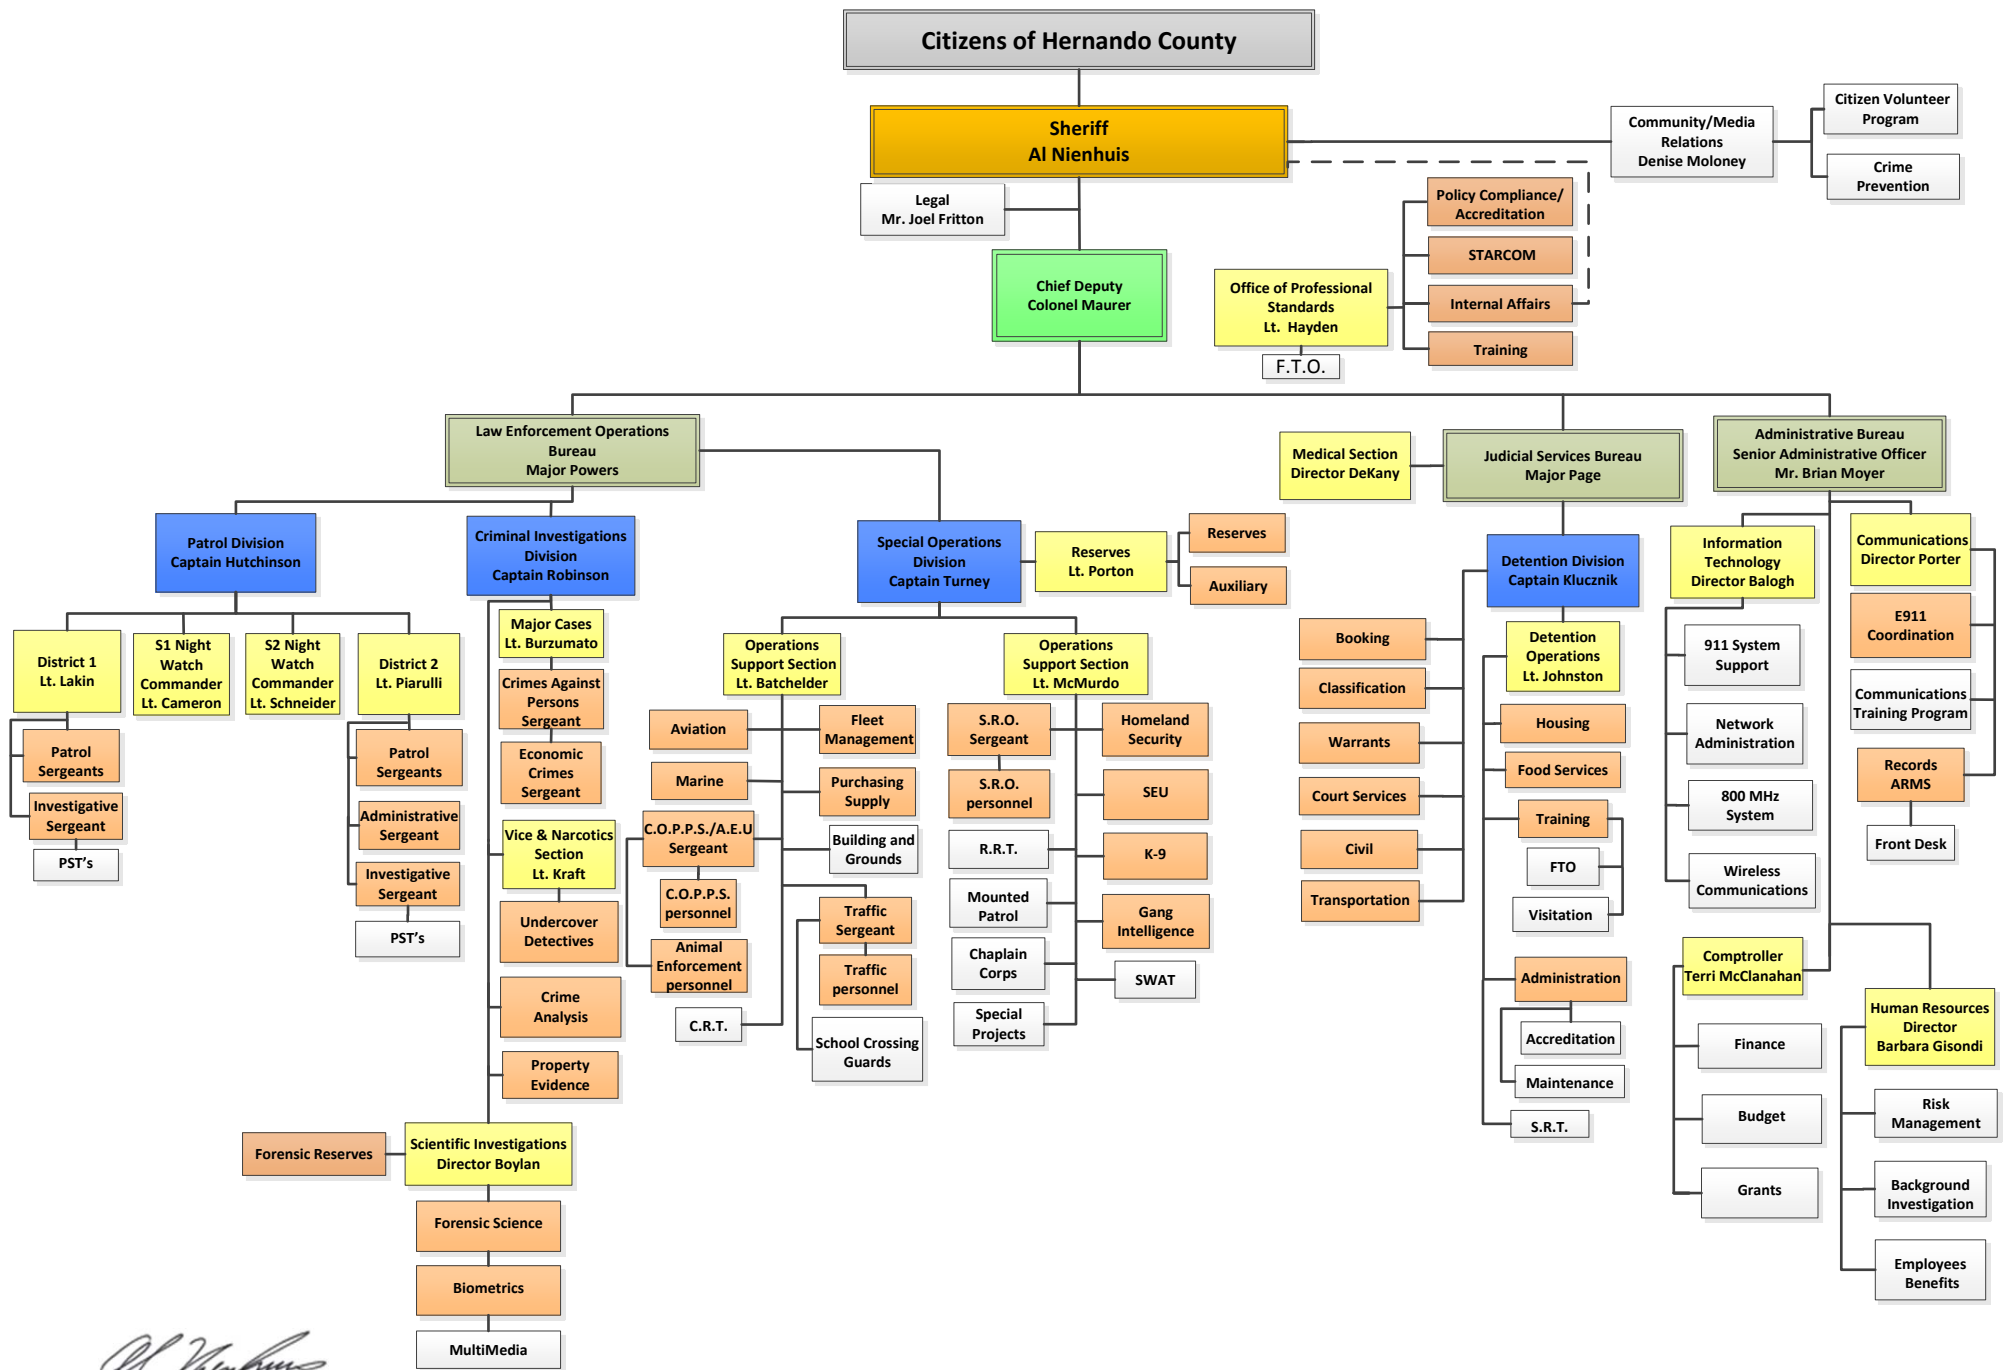 Citizens of Hernando County
Sheriff
Al Nienhuis
Community/Media
Relations
Denise Moloney
Citizen Volunteer
Program
Crime
Prevention
Legal
Mr. Joel Fritton
Chief Deputy
Colonel Maurer
Office of Professional
Standards
Lt.  Hayden
F.T.O.
Policy Compliance/
Accreditation
STARCOM
Internal Affairs
Training
Law Enforcement Operations
Bureau
Major Powers
Medical Section
Director DeKany
Judicial Services Bureau
Major Page
Administrative Bureau
Senior Administrative Officer
Mr. Brian Moyer
Patrol Division
Captain Hutchinson
Criminal Investigations
Division
Captain Robinson
Special Operations
Division
Captain Turney
Reserves
Lt. Porton
Reserves
Auxiliary
Detention Division
Captain Klucznik
Information
Technology
Director Balogh
Communications
Director Porter
District 1
Lt. Lakin
S1 Night
Watch
Commander
Lt. Cameron
S2 Night
Watch
Commander
Lt. Schneider
District 2
Lt. Piarulli
Patrol
Sergeants
Investigative
Sergeant
PST's
Patrol
Sergeants
Administrative
Sergeant
Investigative
Sergeant
PST's
Major Cases
Lt. Burzumato
Crimes Against
Persons
Sergeant
Economic
Crimes
Sergeant
Vice & Narcotics
Section
Lt. Kraft
Undercover
Detectives
Crime
Analysis
Property
Evidence
Forensic Reserves
Scientific Investigations
Director Boylan
Forensic Science
Biometrics
MultiMedia
Operations
Support Section
Lt. Batchelder
Aviation
Fleet
Management
Marine
Purchasing
Supply
C.O.P.P.S./A.E.U
Sergeant
Building and
Grounds
C.O.P.P.S.
personnel
Animal
Enforcement
personnel
Traffic
Sergeant
Traffic
personnel
C.R.T.
School Crossing
Guards
Operations
Support Section
Lt. McMurdo
S.R.O.
Sergeant
Homeland
Security
S.R.O.
personnel
SEU
R.R.T.
K-9
Mounted
Patrol
Gang
Intelligence
Chaplain
Corps
SWAT
Special
Projects
Booking
Classification
Warrants
Court Services
Civil
Transportation
Detention
Operations
Lt. Johnston
Housing
Food Services
Training
FTO
Visitation
Administration
Accreditation
Maintenance
S.R.T.
911 System
Support
Network
Administration
800 MHz
System
Wireless
Communications
E911
Coordination
Communications
Training Program
Records
ARMS
Front Desk
Comptroller
Terri McClanahan
Finance
Budget
Grants
Human Resources
Director
Barbara Gisondi
Risk
Management
Background
Investigation
Employees
Benefits